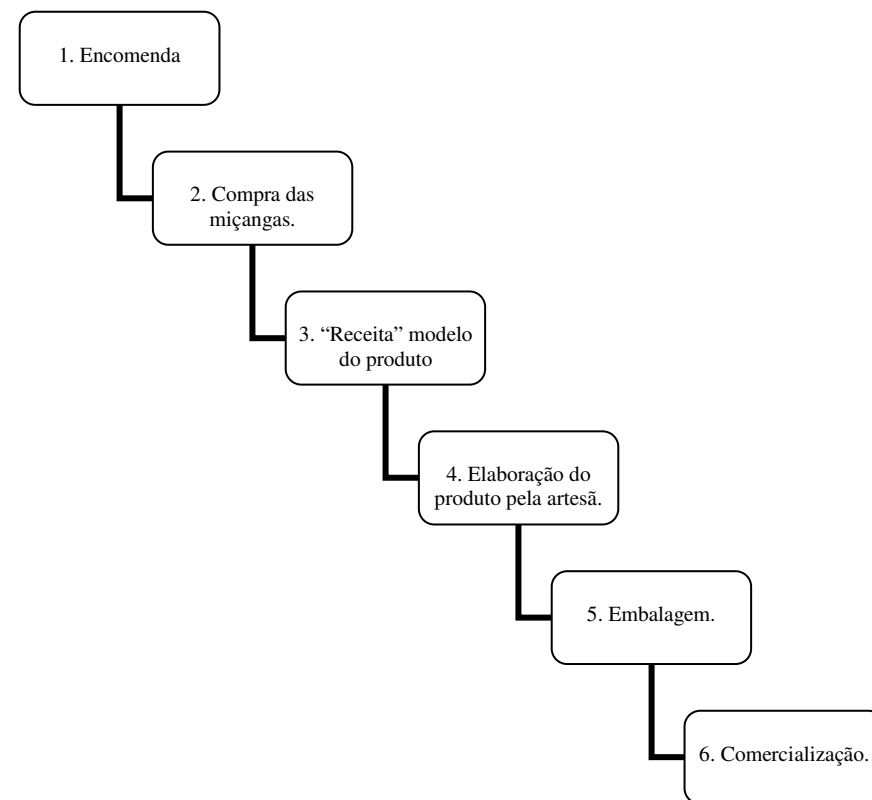 1. Encomenda
2. Compra das
miçangas.
3. “Receita” modelo
do produto
4. Elaboração do
produto pela artesã.
5. Embalagem.
6. Comercialização.